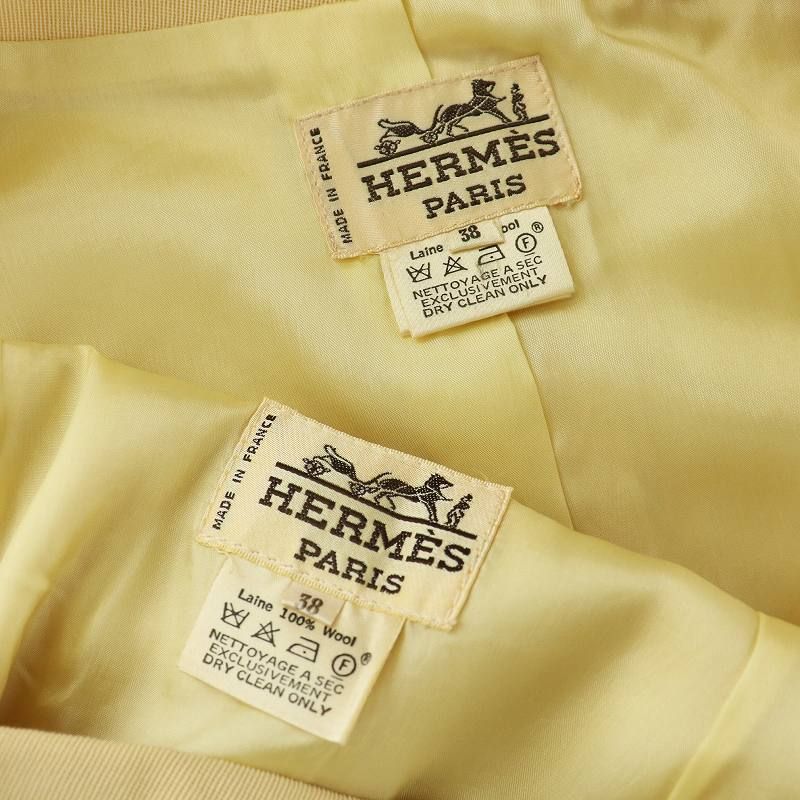 MADE IN FRANCE
HERMÈS
PARIS
38
Laine
NETTOYAGE A SEC
EXCLUSIVEMENT
DRY CLEAN ONLY
F ®
MADE IN FRANCE
HERMÈS
PARIS
38
Laine 100% Wool
NETTOYAGE A SEC
EXCLUSIVEMENT
DRY CLEAN ONLY
F ®